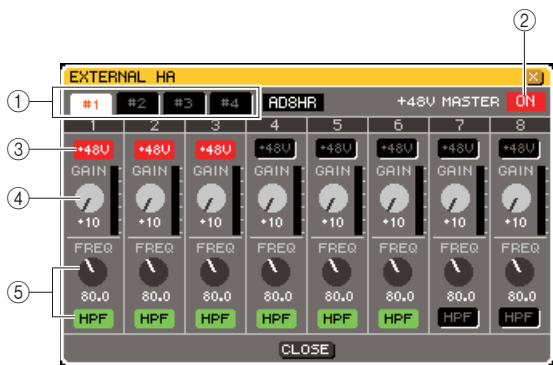 ②
EXTERNAL HA
① #1 #2 #3 #4 AD8HR +48V MASTER ON
1 2 3 4 5 6 7 8
③ +48V +48V +48V +48V +48V +48V +48V +48V
GAIN GAIN GAIN GAIN GAIN GAIN GAIN GAIN
④
+10 +10 +10 +10 +10 +10 +10 +10
FREQ FREQ FREQ FREQ FREQ FREQ FREQ FREQ
⑤
80.0 80.0 80.0 80.0 80.0 80.0 80.0 80.0
HPF HPF HPF HPF HPF HPF HPF HPF
CLOSE